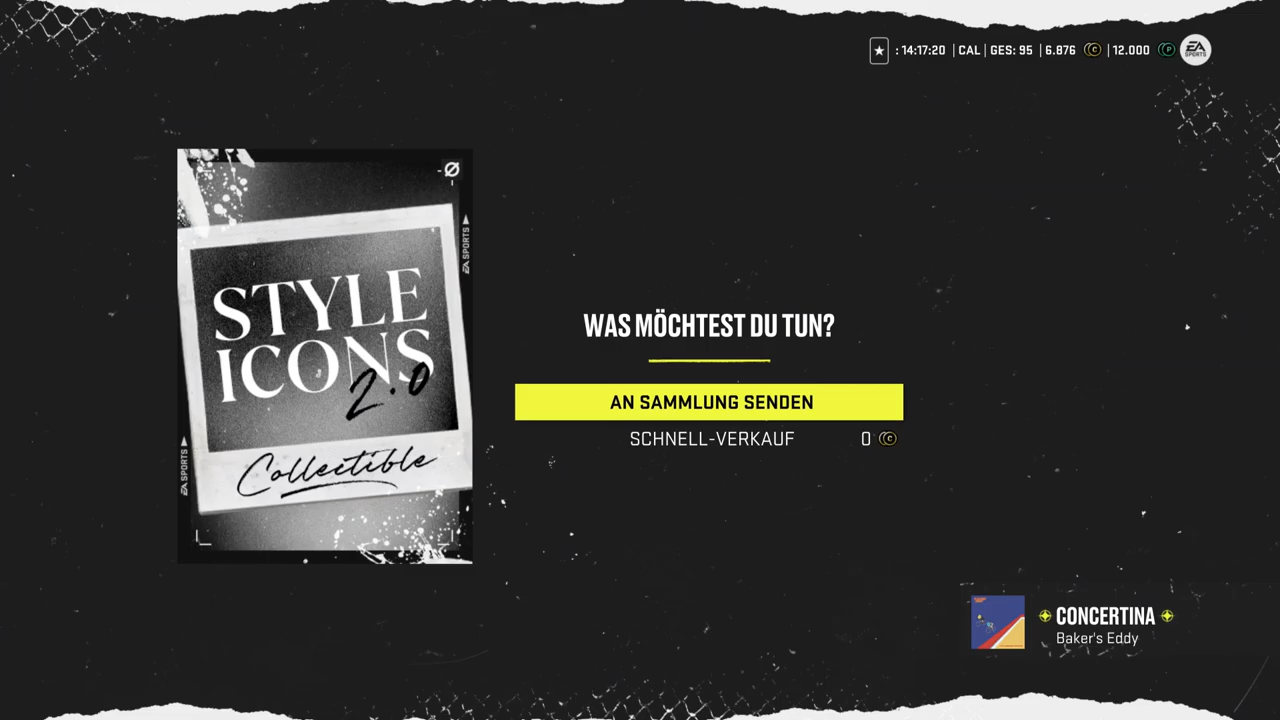 : 14:17:20 | CAL | GES: 95 | 6.876 | 12.000
EA
SPORTS
EA SPORTS
STYLE
ICONS
2.0
Collectible
EA SPORTS
WAS MÖCHTEST DU TUN?
AN SAMMLUNG SENDEN
SCHNELL-VERKAUF 0
CONCERTINA
Baker's Eddy